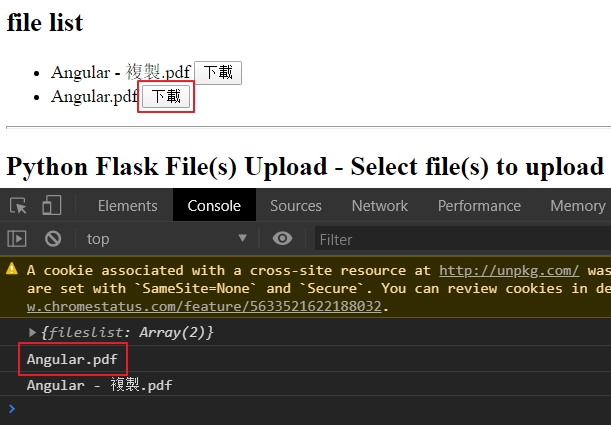 file list
Angular - 複製.pdf 下載
Angular.pdf 下載
Python Flask File(s) Upload - Select file(s) to upload
Elements Console Sources Network Performance Memory
top Filter
A cookie associated with a cross-site resource at http://unpkg.com/ was
are set with `SameSite=None` and `Secure`. You can review cookies in de
w.chromestatus.com/feature/5633521622188032.
{fileslist: Array(2)}
Angular.pdf
Angular - 複製.pdf